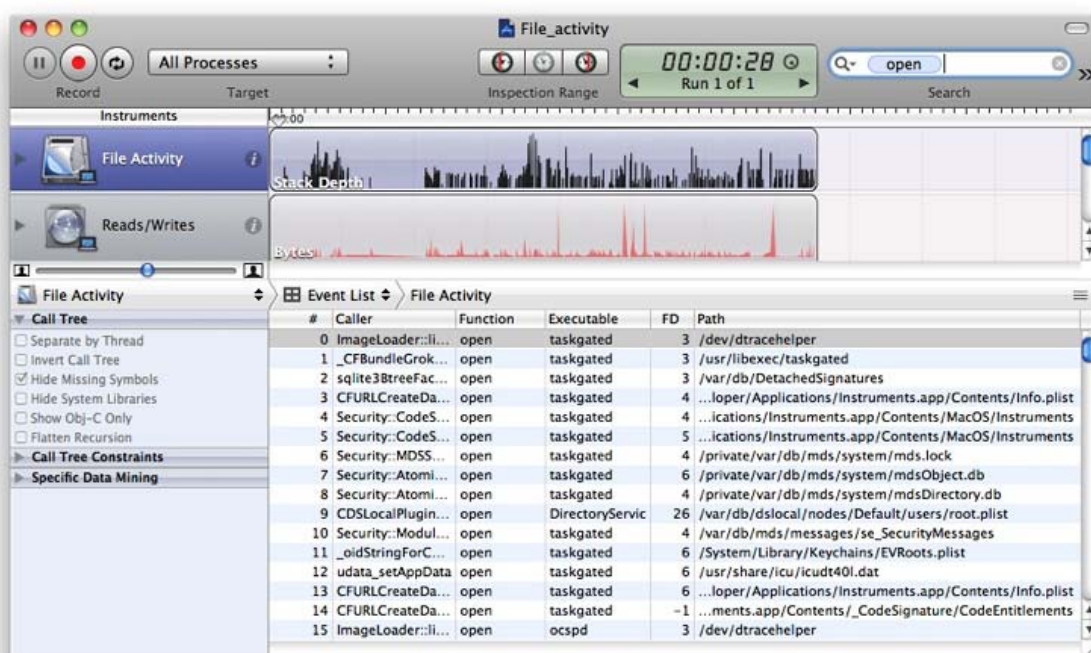 File_activity
All Processes
00:00:28
Run 1 of 1
open
Record
Target
Inspection Range
Search
Instruments
00:00
File Activity
Stack Depth
Reads/Writes
Bytes
File Activity
Event List
File Activity
Call Tree
Separate by Thread
Invert Call Tree
Hide Missing Symbols
Hide System Libraries
Show Obj-C Only
Flatten Recursion
Call Tree Constraints
Specific Data Mining
# Caller Function Executable FD Path
0 ImageLoader::li... open taskgated 3 /dev/dtracehelper
1 _CFBundleGrok... open taskgated 3 /usr/libexec/taskgated
2 sqlite3BtreeFac... open taskgated 3 /var/db/DetachedSignatures
3 CFURLCreateDa... open taskgated 4 ...loper/Applications/Instruments.app/Contents/Info.plist
4 Security::CodeS... open taskgated 4 ...ications/Instruments.app/Contents/MacOS/Instruments
5 Security::CodeS... open taskgated 5 ...ications/Instruments.app/Contents/MacOS/Instruments
6 Security::MDSS... open taskgated 4 /private/var/db/mds/system/mds.lock
7 Security::Atomi... open taskgated 6 /private/var/db/mds/system/mdsObject.db
8 Security::Atomi... open taskgated 4 /private/var/db/mds/system/mdsDirectory.db
9 CDSLocalPlugin... open DirectoryServic 26 /var/db/dslocal/nodes/Default/users/root.plist
10 Security::Modul... open taskgated 4 /var/db/mds/messages/se_SecurityMessages
11 _oidStringForC... open taskgated 6 /System/Library/Keychains/EVRoots.plist
12 udata_setAppData open taskgated 6 /usr/share/icu/icudt40l.dat
13 CFURLCreateDa... open taskgated 6 ...loper/Applications/Instruments.app/Contents/Info.plist
14 CFURLCreateDa... open taskgated -1 ...ments.app/Contents/_CodeSignature/CodeEntitlements
15 ImageLoader::li... open ocspd 3 /dev/dtracehelper